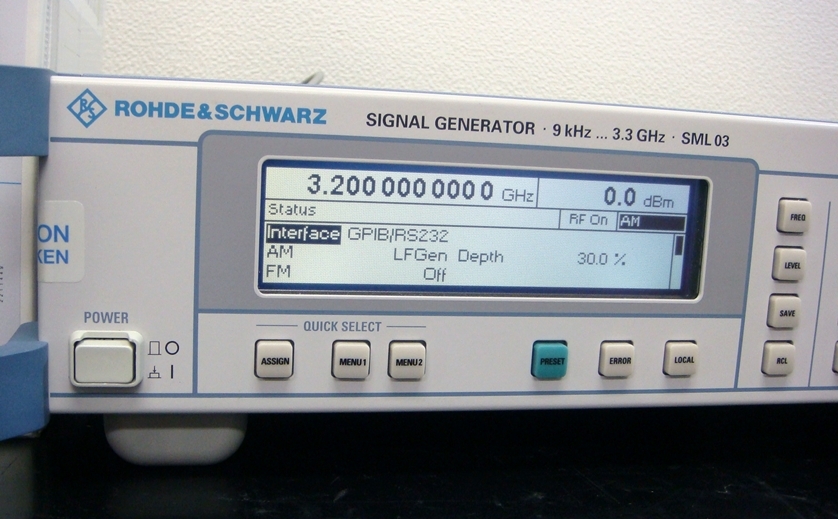 R&S ROHDE&SCHWARZ
SIGNAL GENERATOR · 9 kHz ... 3.3 GHz · SML 03
3.200 000 000 0 GHz 0.0 dBm
Status RF On AM
Interface GPIB/RS232
AM LFGen Depth 30.0 %
FM Off
ON
KEN
POWER
QUICK SELECT
ASSIGN MENU1 MENU2 PRESET ERROR LOCAL
FREQ
LEVEL
SAVE
RCL